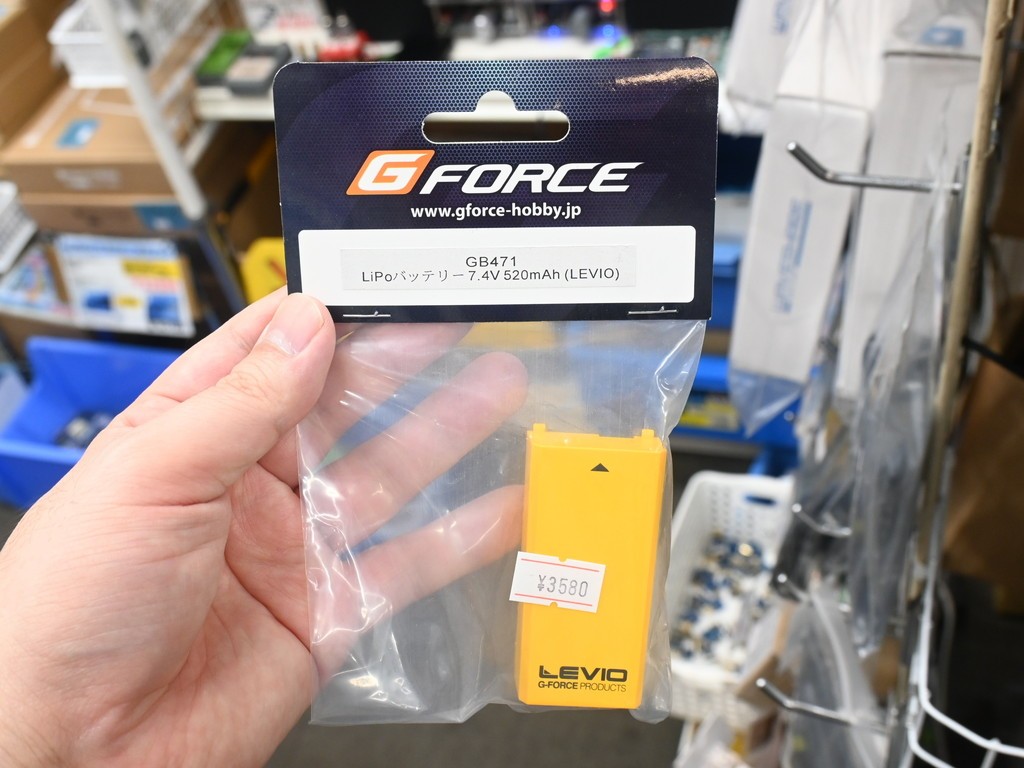 G FORCE
www.gforce-hobby.jp
GB471
LiPoバッテリー 7.4V 520mAh (LEVIO)
¥3580
LEVIO
G-FORCE PRODUCTS